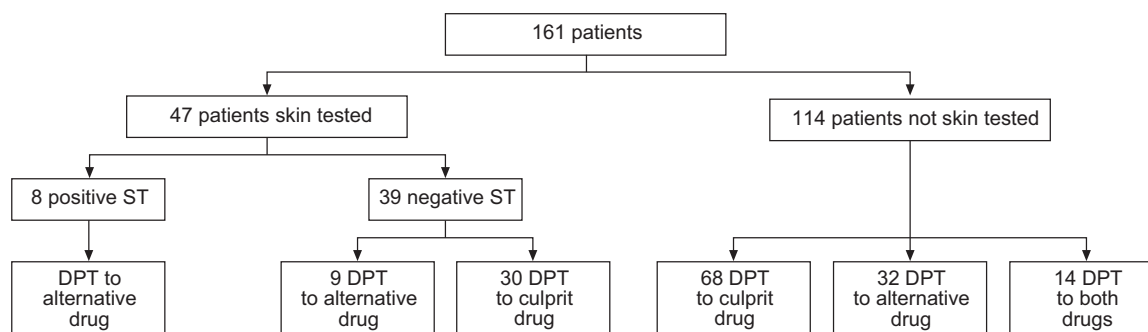 161 patients
47 patients skin tested
114 patients not skin tested
8 positive ST
39 negative ST
DPT to
alternative
drug
9 DPT
to alternative
drug
30 DPT
to culprit
drug
68 DPT
to culprit
drug
32 DPT
to alternative
drug
14 DPT
to both
drugs